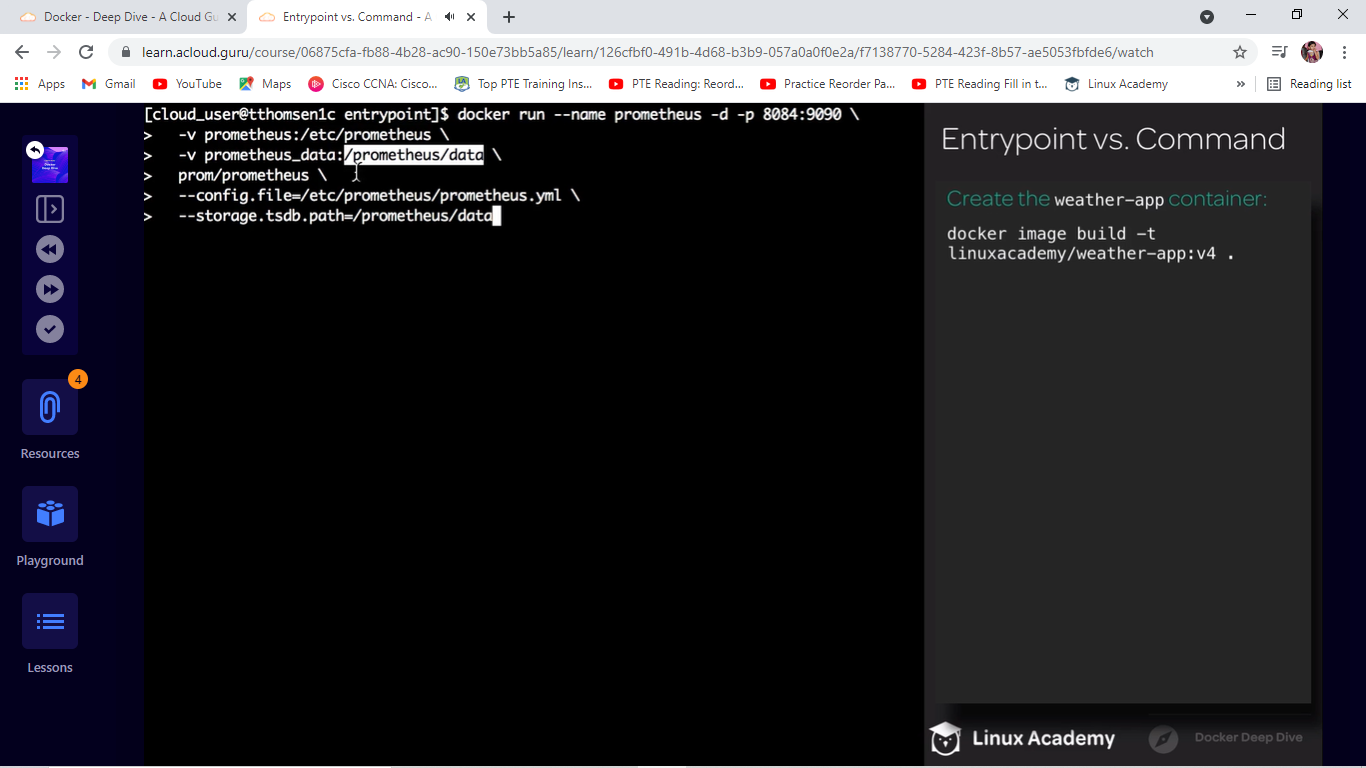 Docker - Deep Dive - A Cloud Gu
Entrypoint vs. Command - A
learn.acloud.guru/course/06875cfa-fb88-4b28-ac90-150e73bb5a85/learn/126cfbf0-491b-4d68-b3b9-057a0a0f0e2a/f7138770-5284-423f-8b57-ae5053fbfde6/watch
Apps
Gmail
YouTube
Maps
Cisco CCNA: Cisco...
Top PTE Training Ins...
PTE Reading: Reord...
Practice Reorder Pa...
PTE Reading Fill in t...
Linux Academy
»
Reading list
[cloud_user@tthomsen1c entrypoint]$ docker run --name prometheus -d -p 8084:9090 \
> -v prometheus:/etc/prometheus \
> -v prometheus_data:/prometheus/data \
> prom/prometheus \
> --config.file=/etc/prometheus/prometheus.yml \
> --storage.tsdb.path=/prometheus/data
4
Resources
Playground
Lessons
Entrypoint vs. Command
Create the weather-app container:
docker image build -t
linuxacademy/weather-app:v4 .
Linux Academy
Docker Deep Dive